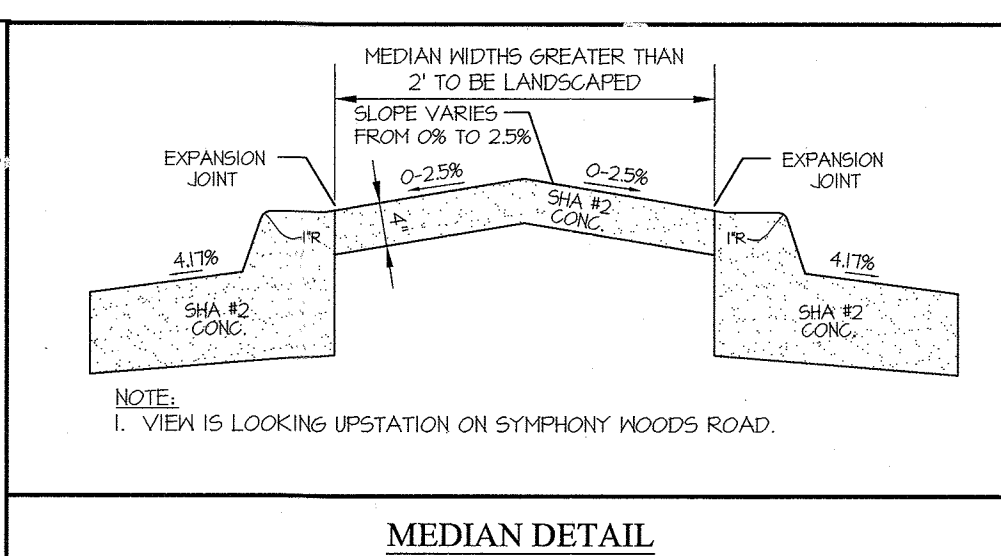 MEDIAN WIDTHS GREATER THAN
2' TO BE LANDSCAPED
SLOPE VARIES
FROM 0% TO 2.5%
EXPANSION
JOINT
EXPANSION
JOINT
0-2.5%
0-2.5%
SHA #2
CONC.
4"
1"R
1"R
4.17%
4.17%
SHA #2
CONC.
SHA #2
CONC.
NOTE:
1. VIEW IS LOOKING UPSTATION ON SYMPHONY WOODS ROAD.
MEDIAN DETAIL